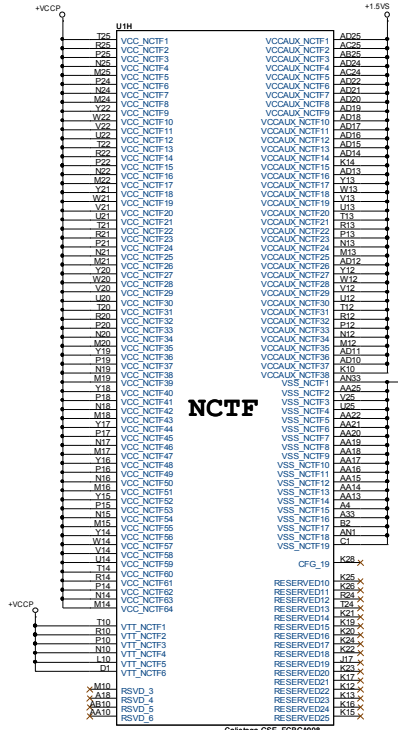 +VCCP +1.5VS
U1H
T25 VCC_NCTF1 VCCAUX_NCTF1 AD25
R25 VCC_NCTF2 VCCAUX_NCTF2 AC25
P25 VCC_NCTF3 VCCAUX_NCTF3 AB25
N25 VCC_NCTF4 VCCAUX_NCTF4 AD24
M25 VCC_NCTF5 VCCAUX_NCTF5 AC24
P24 VCC_NCTF6 VCCAUX_NCTF6 AD22
N24 VCC_NCTF7 VCCAUX_NCTF7 AD21
M24 VCC_NCTF8 VCCAUX_NCTF8 AD20
Y22 VCC_NCTF9 VCCAUX_NCTF9 AD19
W22 VCC_NCTF10 VCCAUX_NCTF10 AD18
V22 VCC_NCTF11 VCCAUX_NCTF11 AD17
U22 VCC_NCTF12 VCCAUX_NCTF12 AD16
T22 VCC_NCTF13 VCCAUX_NCTF13 AD15
R22 VCC_NCTF14 VCCAUX_NCTF14 AD14
P22 VCC_NCTF15 VCCAUX_NCTF15 K14
N22 VCC_NCTF16 VCCAUX_NCTF16 AD13
M22 VCC_NCTF17 VCCAUX_NCTF17 Y13
Y21 VCC_NCTF18 VCCAUX_NCTF18 W13
W21 VCC_NCTF19 VCCAUX_NCTF19 V13
V21 VCC_NCTF20 VCCAUX_NCTF20 U13
U21 VCC_NCTF21 VCCAUX_NCTF21 T13
T21 VCC_NCTF22 VCCAUX_NCTF22 R13
R21 VCC_NCTF23 VCCAUX_NCTF23 P13
P21 VCC_NCTF24 VCCAUX_NCTF24 N13
N21 VCC_NCTF25 VCCAUX_NCTF25 M13
M21 VCC_NCTF26 VCCAUX_NCTF26 AD12
Y20 VCC_NCTF27 VCCAUX_NCTF27 Y12
W20 VCC_NCTF28 VCCAUX_NCTF28 W12
V20 VCC_NCTF29 VCCAUX_NCTF29 V12
U20 VCC_NCTF30 VCCAUX_NCTF30 U12
T20 VCC_NCTF31 VCCAUX_NCTF31 T12
R20 VCC_NCTF32 VCCAUX_NCTF32 R12
P20 VCC_NCTF33 VCCAUX_NCTF33 P12
N20 VCC_NCTF34 VCCAUX_NCTF34 N12
M20 VCC_NCTF35 VCCAUX_NCTF35 M12
Y19 VCC_NCTF36 VCCAUX_NCTF36 AD11
P19 VCC_NCTF37 VCCAUX_NCTF37 AD10
N19 VCC_NCTF38 VCCAUX_NCTF38 K10
M19 VCC_NCTF39 VSS_NCTF1 AN33
Y18 VCC_NCTF40 VSS_NCTF2 AA25
P18 VCC_NCTF41 VSS_NCTF3 V25
NCTF
N18 VCC_NCTF42 VSS_NCTF4 U25
M18 VCC_NCTF43 VSS_NCTF5 AA22
Y17 VCC_NCTF44 VSS_NCTF6 AA21
P17 VCC_NCTF45 VSS_NCTF7 AA20
N17 VCC_NCTF46 VSS_NCTF8 AA19
M17 VCC_NCTF47 VSS_NCTF9 AA18
Y16 VCC_NCTF48 VSS_NCTF10 AA17
P16 VCC_NCTF49 VSS_NCTF11 AA16
N16 VCC_NCTF50 VSS_NCTF12 AA15
M16 VCC_NCTF51 VSS_NCTF13 AA14
Y15 VCC_NCTF52 VSS_NCTF14 AA13
P15 VCC_NCTF53 VSS_NCTF15 A4
N15 VCC_NCTF54 VSS_NCTF16 A33
M15 VCC_NCTF55 VSS_NCTF17 B2
Y14 VCC_NCTF56 VSS_NCTF18 AN1
W14 VCC_NCTF57 VSS_NCTF19 C1
V14 VCC_NCTF58
U14 VCC_NCTF59 CFG_19 K28
T14 VCC_NCTF60
R14 VCC_NCTF61 RESERVED10 K25
P14 VCC_NCTF62 RESERVED11 K26
N14 VCC_NCTF63 RESERVED12 R24
M14 VCC_NCTF64 RESERVED13 T24
+VCCP
RESERVED14 K21
T10 VTT_NCTF1 RESERVED15 K19
R10 VTT_NCTF2 RESERVED16 K20
P10 VTT_NCTF3 RESERVED17 K24
N10 VTT_NCTF4 RESERVED18 K22
L10 VTT_NCTF5 RESERVED19 J17
D1 VTT_NCTF6 RESERVED20 K23
RESERVED21 K17
M10 RSVD_3 RESERVED22 K12
A18 RSVD_4 RESERVED23 K13
AB10 RSVD_5 RESERVED24 K16
AA10 RSVD_6 RESERVED25 K15